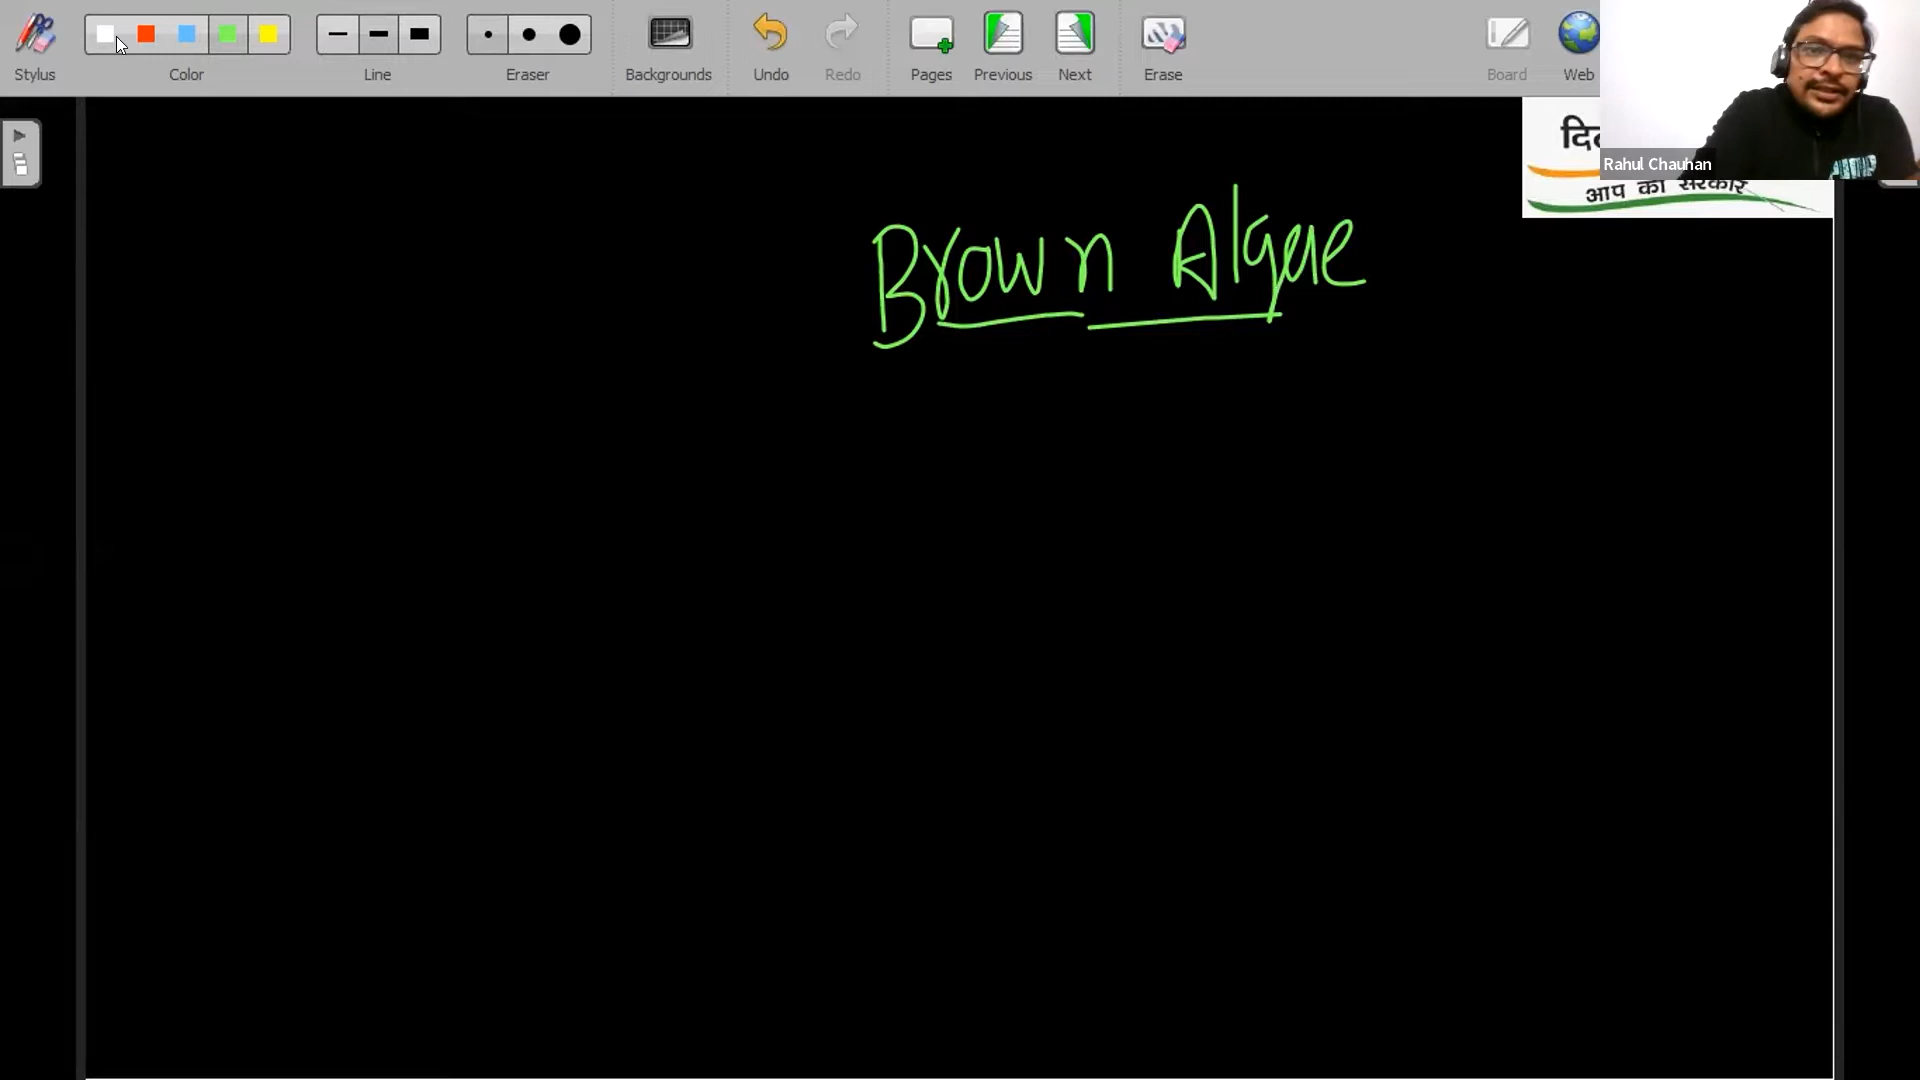 Stylus Color Line Eraser Backgrounds Undo Redo Pages Previous Next Erase Board Web
Rahul Chauhan
आप की सरकार
Brown Algae